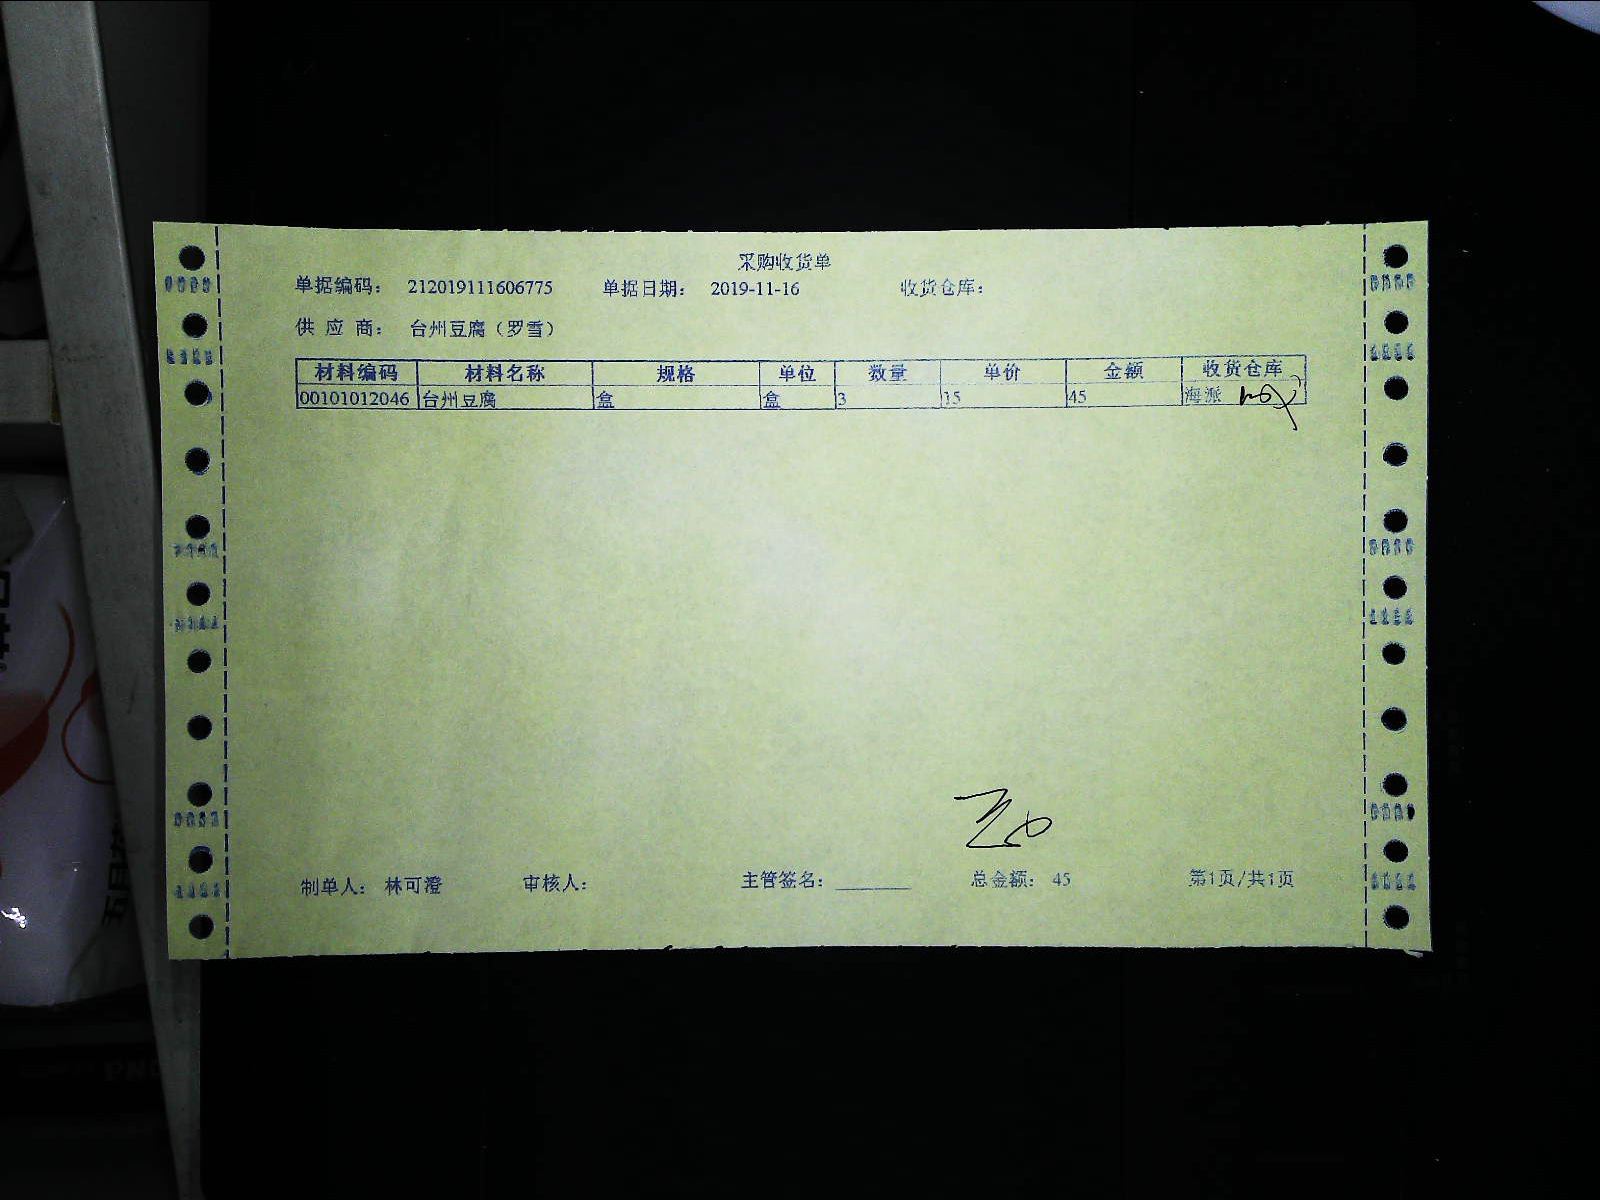 采购收货单
单据编码: 212019111606775 单据日期: 2019-11-16 收货仓库:
供 应 商: 台州豆腐（罗雪）
材料编码 材料名称 规格 单位 数量 单价 金额 收货仓库
00101012046 台州豆腐 盒 盒 3 15 45 海派
制单人: 林可澄 审核人: 主管签名: 总金额: 45 第1页/共1页